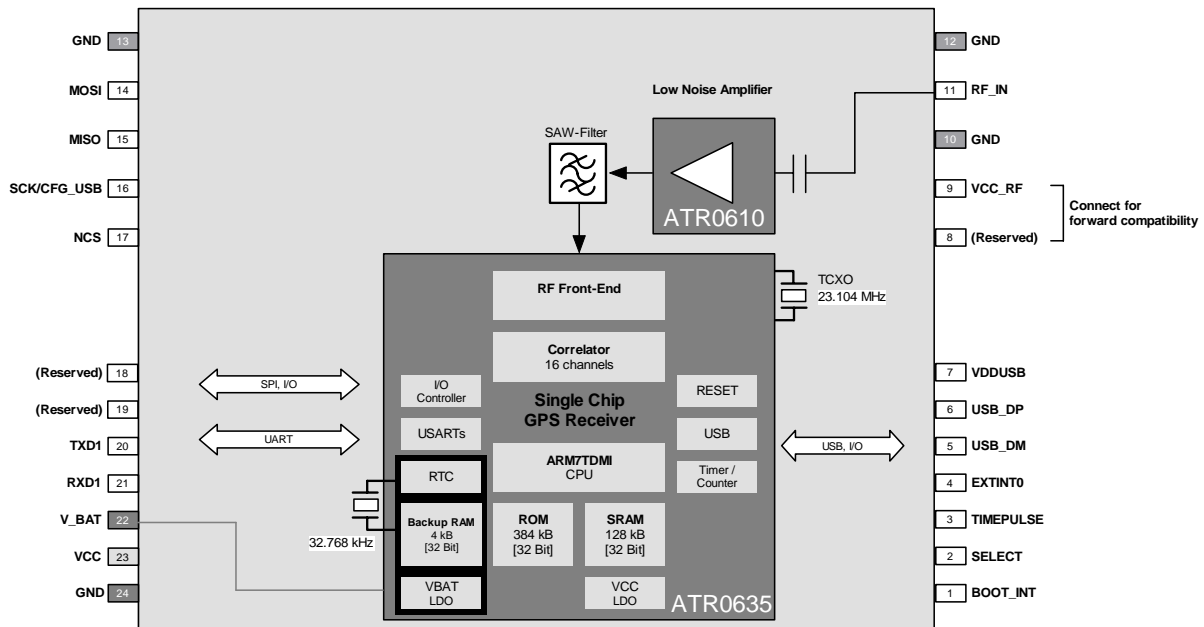 GND 13
MOSI 14
MISO 15
SCK/CFG_USB 16
NCS 17
(Reserved) 18
(Reserved) 19
TXD1 20
RXD1 21
V_BAT 22
VCC 23
GND 24
12 GND
11 RF_IN
10 GND
9 VCC_RF
8 (Reserved)
Connect for
forward compatibility
7 VDDUSB
6 USB_DP
5 USB_DM
4 EXTINT0
3 TIMEPULSE
2 SELECT
1 BOOT_INT
Low Noise Amplifier
SAW-Filter
ATR0610
TCXO
23.104 MHz
SPI, I/O
UART
USB, I/O
32.768 kHz
RF Front-End
Correlator
16 channels
Single Chip
GPS Receiver
I/O
Controller
USARTs
RTC
Backup RAM
4 kB
[32 Bit]
VBAT
LDO
ARM7TDMI
CPU
ROM
384 kB
[32 Bit]
SRAM
128 kB
[32 Bit]
VCC
LDO
RESET
USB
Timer /
Counter
ATR0635